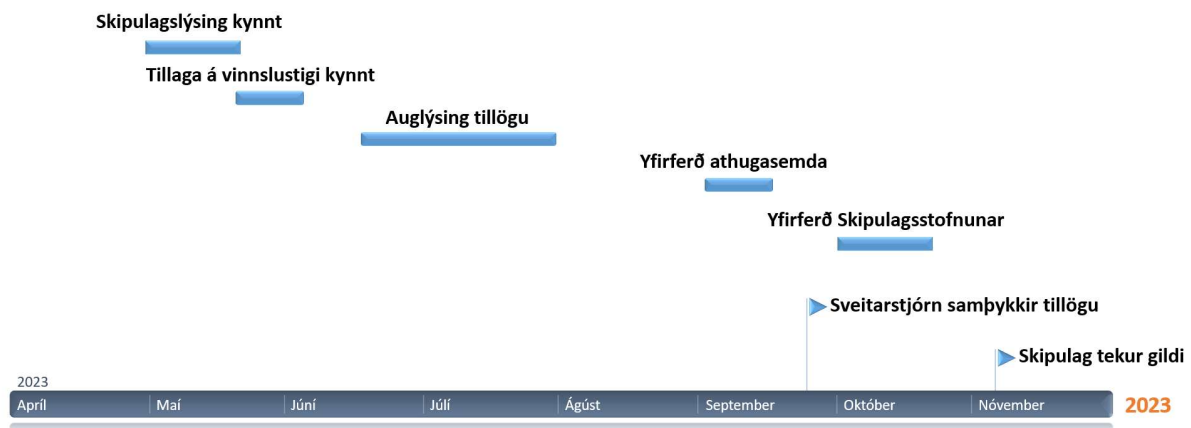 Skipulagslýsing kynnt
Tillaga á vinnslustigi kynnt
Auglýsing tillögu
Yfirferð athugasemda
Yfirferð Skipulagsstofnunar
Sveitarstjórn samþykkir tillögu
Skipulag tekur gildi
2023
Apríl Maí Júní Júlí Ágúst September Október Nóvember 2023